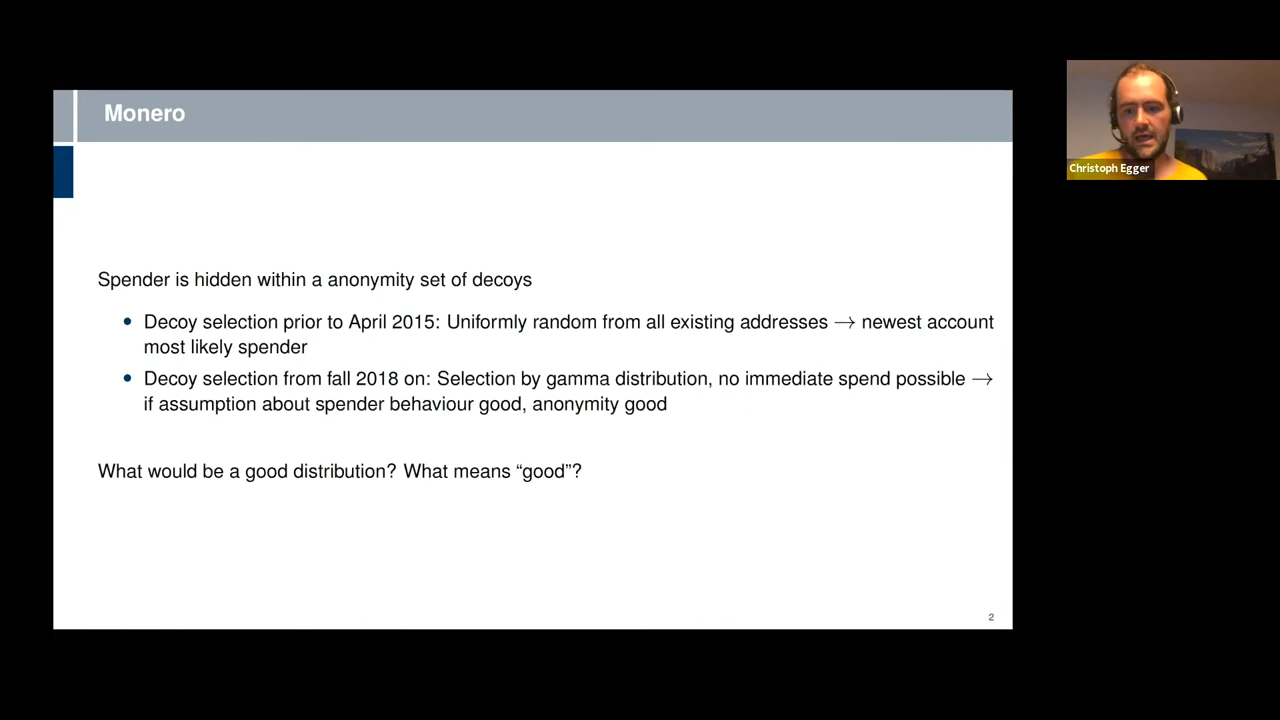 Monero
Spender is hidden within a anonymity set of decoys
• Decoy selection prior to April 2015: Uniformly random from all existing addresses → newest account
most likely spender
• Decoy selection from fall 2018 on: Selection by gamma distribution, no immediate spend possible →
if assumption about spender behaviour good, anonymity good
What would be a good distribution? What means “good”?
2
Christoph Egger